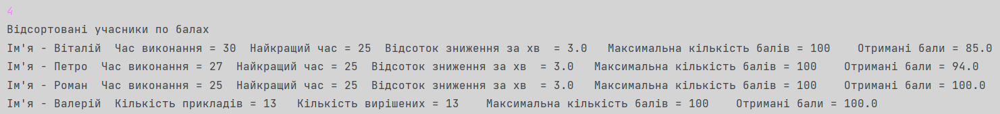 4
Відсортовані учасники по балах
Ім'я - Віталій  Час виконання = 30  Найкращий час = 25  Відсоток зниження за хв  = 3.0   Максимальна кількість балів = 100    Отримані бали = 85.0
Ім'я - Петро  Час виконання = 27  Найкращий час = 25  Відсоток зниження за хв  = 3.0   Максимальна кількість балів = 100    Отримані бали = 94.0
Ім'я - Роман  Час виконання = 25  Найкращий час = 25  Відсоток зниження за хв  = 3.0   Максимальна кількість балів = 100    Отримані бали = 100.0
Ім'я - Валерій  Кількість прикладів = 13   Кількість вирішених = 13    Максимальна кількість балів = 100    Отримані бали = 100.0